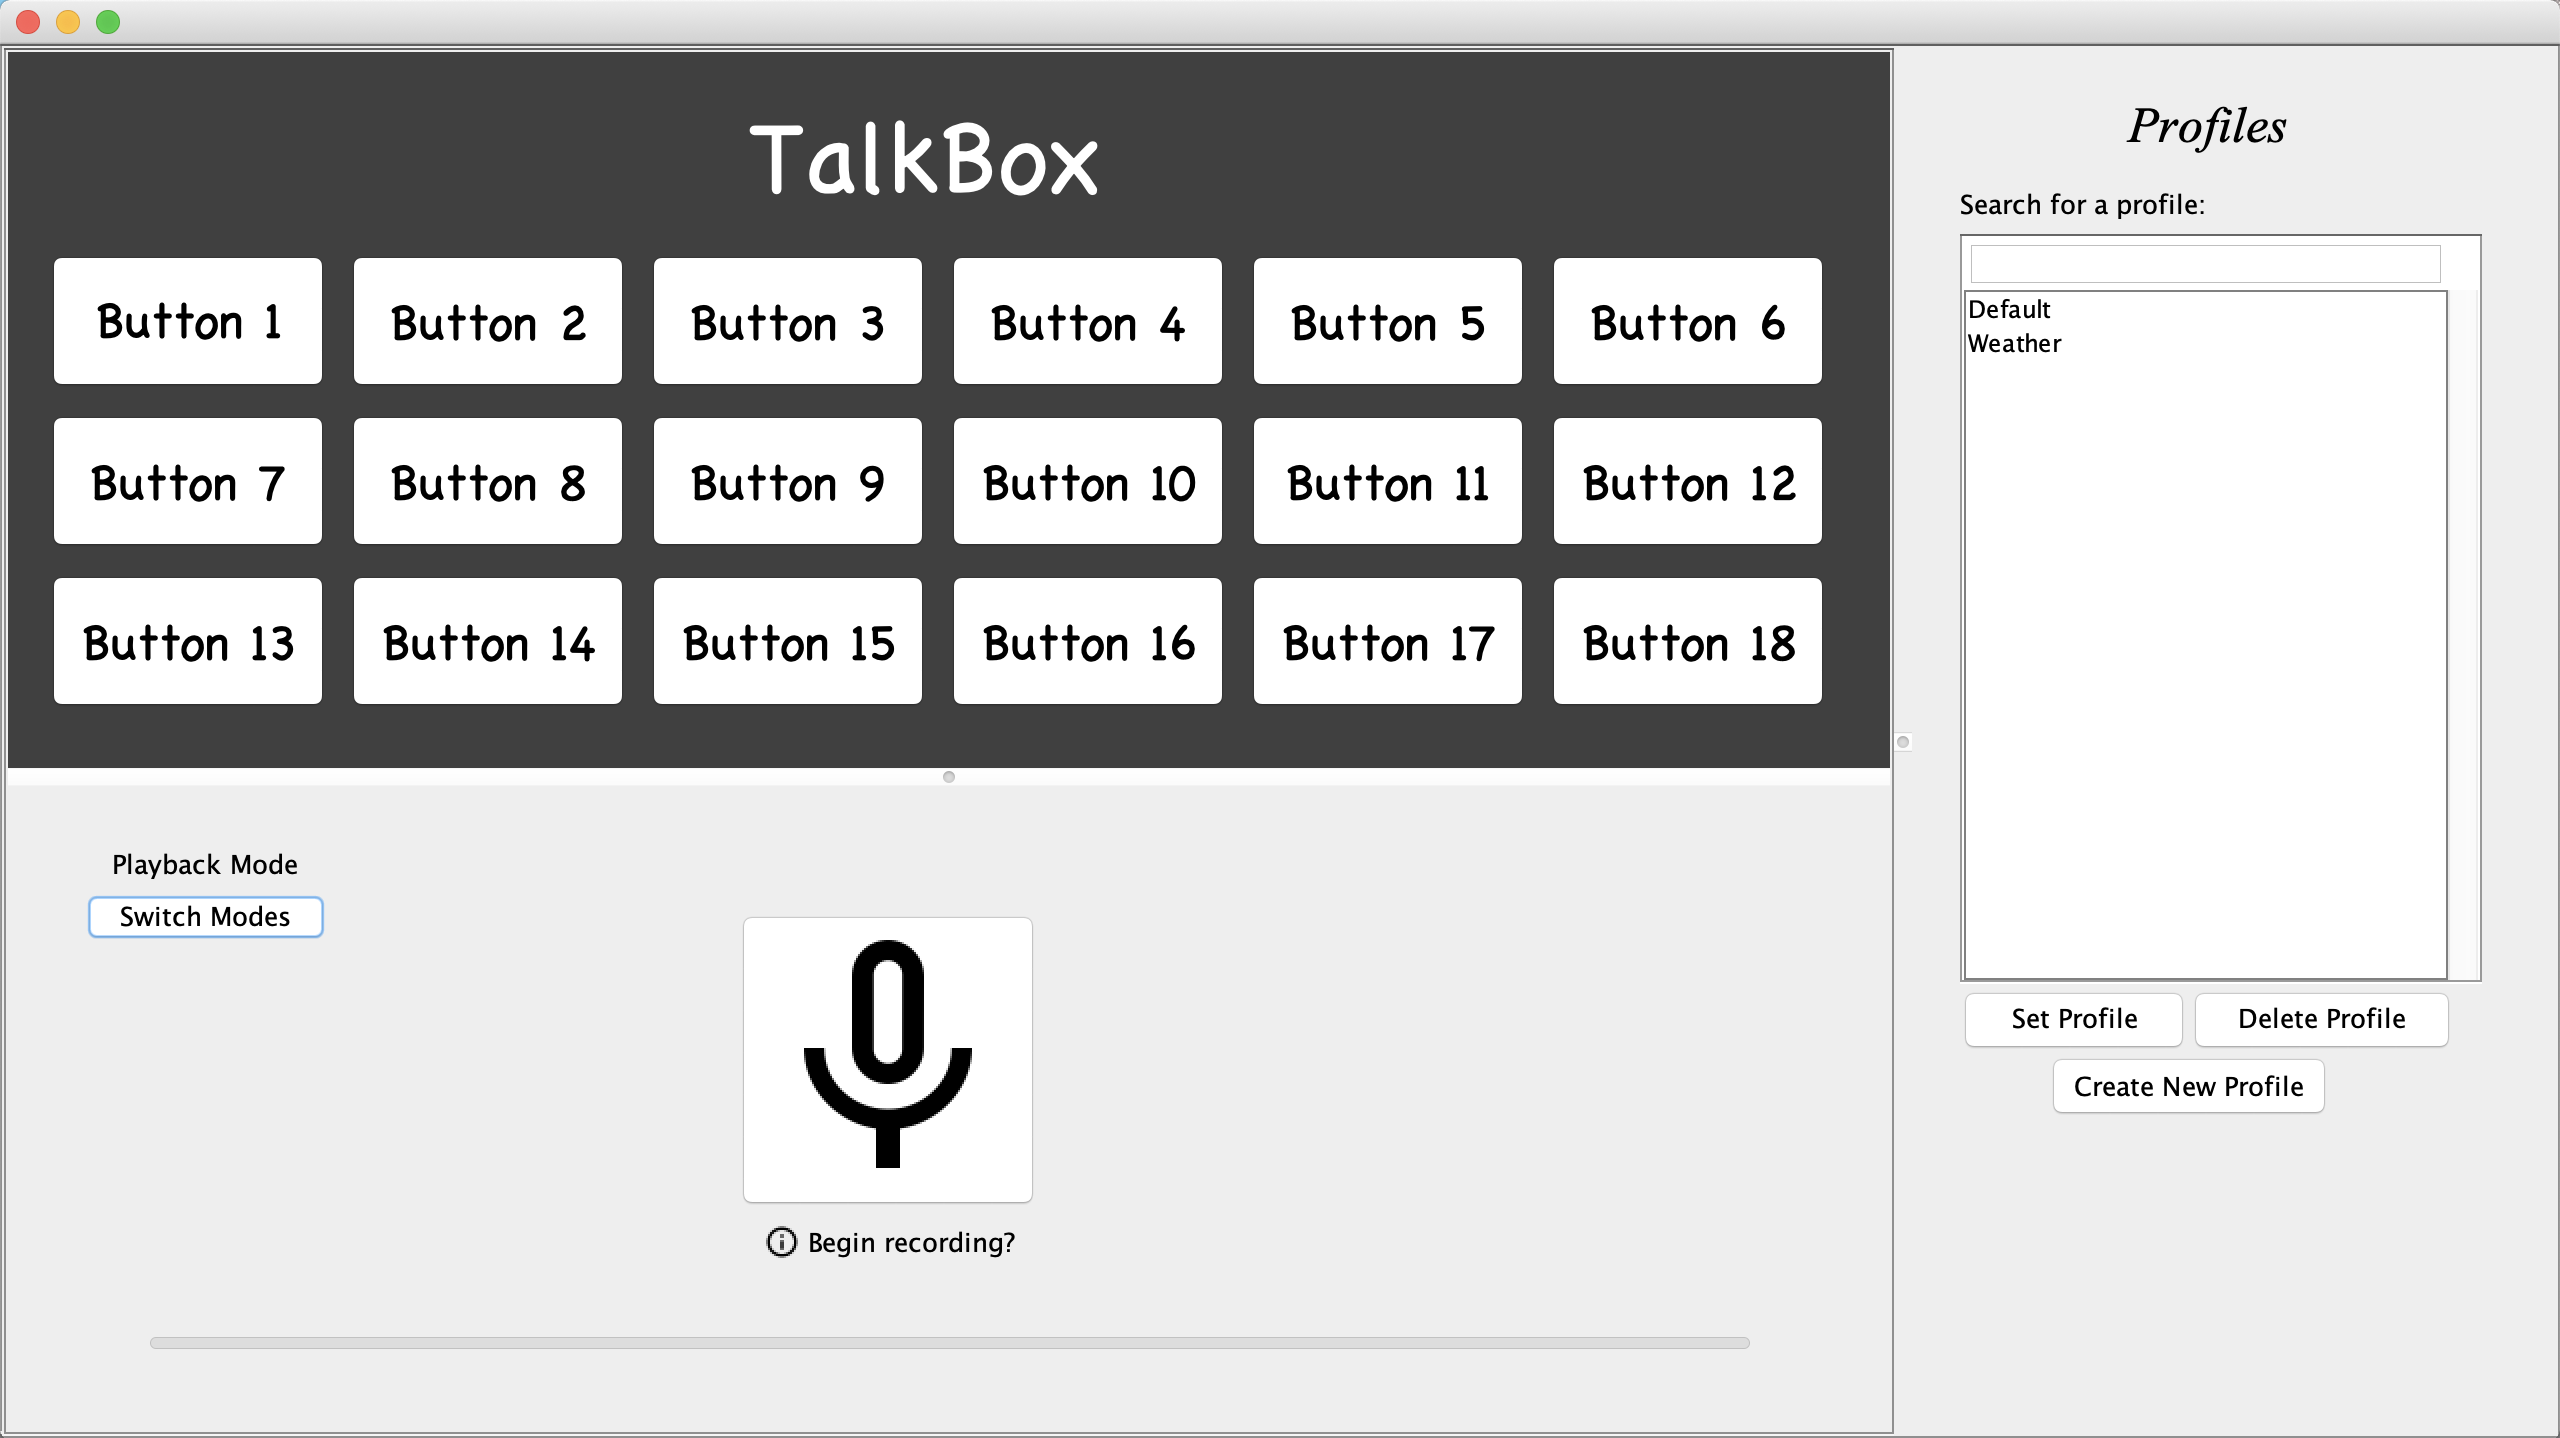 TalkBox
Button 1
Button 2
Button 3
Button 4
Button 5
Button 6
Button 7
Button 8
Button 9
Button 10
Button 11
Button 12
Button 13
Button 14
Button 15
Button 16
Button 17
Button 18
Playback Mode
Switch Modes
Begin recording?
Profiles
Search for a profile:
Default
Weather
Set Profile
Delete Profile
Create New Profile